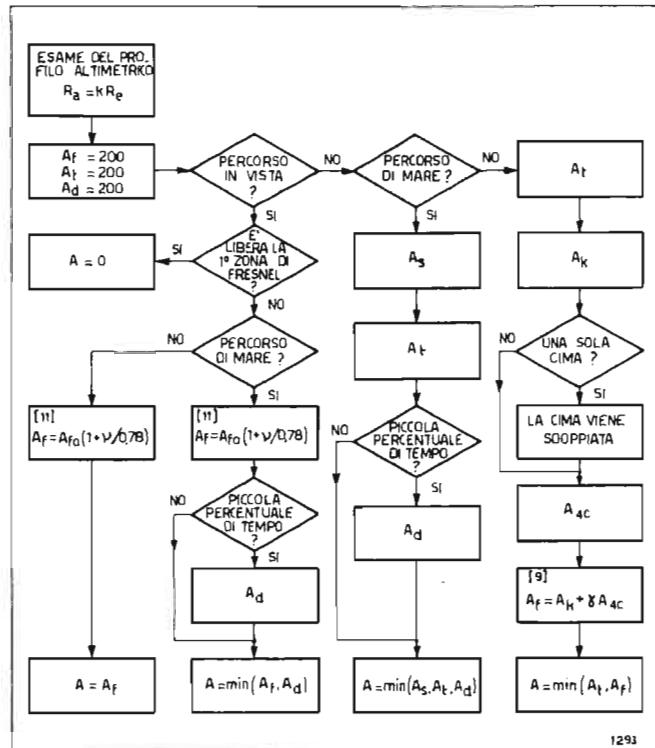 ESAME DEL PRO-
FILO ALTIMETRICO
Ra = kRe
Af = 200
At = 200
Ad = 200
PERCORSO
IN VISTA
?
NO
PERCORSO
DI MARE ?
NO
At
SI
SI
E'
LIBERA LA
1º ZONA DI
FRESNEL
?
SI
A = 0
As
Ak
NO
NO
PERCORSO
DI MARE ?
At
NO
UNA SOLA
CIMA ?
SI
SI
[11]
Af=Af0(1+ν/0,78)
[11]
Af=Af0(1+ν/0,78)
NO
PICCOLA
PERCENTUALE
DI TEMPO
?
LA CIMA VIENE
SDOPPIATA
NO
PICCOLA
PERCENTUALE
DI TEMPO
?
SI
SI
Ad
A4C
Ad
[9]
Af = Ak + γA4C
A = Af
A=min(Af,Ad)
A=min(As,At,Ad)
A=min(At,Af)
1293